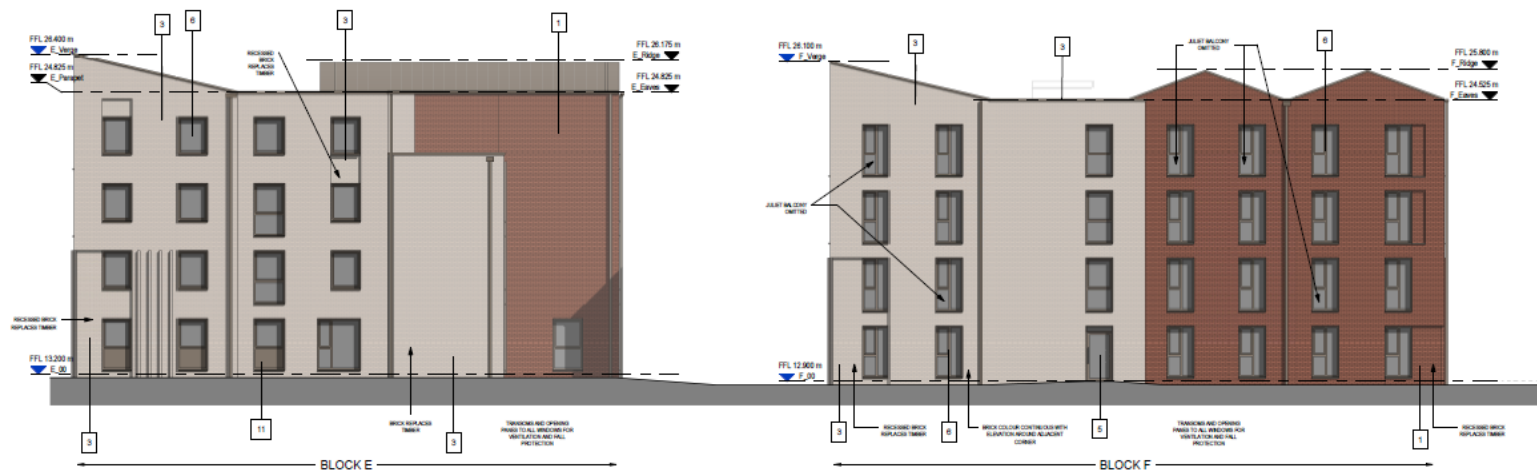 3
6
3
1
FFL 26.400 m
E_Verge
FFL 24.825 m
E_Parapet
RECESSED
BRICK
REPLACES
TIMBER
FFL 26.175 m
E_Ridge
FFL 24.825 m
E_Eaves
3
RECESSED BRICK
REPLACES TIMBER
FFL 13.200 m
E_00
3
11
BRICK REPLACES
TIMBER
3
TRANSOMS AND OPENING
PANES TO ALL WINDOWS FOR
VENTILATION AND FALL
PROTECTION
BLOCK E
FFL 26.100 m
F_Verge
3
3
JULIET BALCONY
OMITTED
6
FFL 25.800 m
F_Ridge
FFL 24.525 m
F_Eaves
JULIET BALCONY
OMITTED
FFL 12.900 m
F_00
3
RECESSED BRICK
REPLACES TIMBER
6
BRICK COLOUR CONTINUOUS WITH
ELEVATION AROUND ADJACENT
CORNER
5
TRANSOMS AND OPENING
PANES TO ALL WINDOWS FOR
VENTILATION AND FALL
PROTECTION
1
RECESSED BRICK
REPLACES TIMBER
BLOCK F